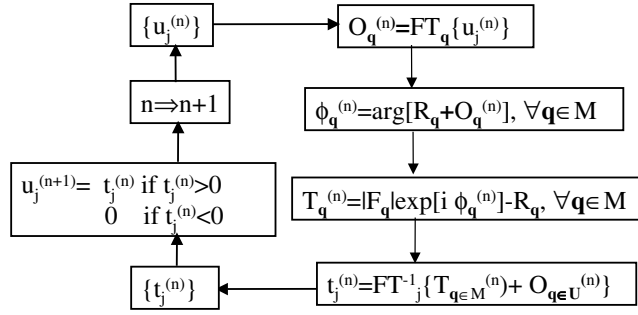 {u_j^(n)}
O_q^(n)=FT_q{u_j^(n)}
n⇒n+1
ϕ_q^(n)=arg[R_q+O_q^(n)], ∀q∈M
u_j^(n+1)= t_j^(n) if t_j^(n)>0
0 if t_j^(n)<0
T_q^(n)=|F_q|exp[i ϕ_q^(n)]-R_q, ∀q∈M
{t_j^(n)}
t_j^(n)=FT^-1_j{T_q∈M^(n)+ O_q∈U^(n)}